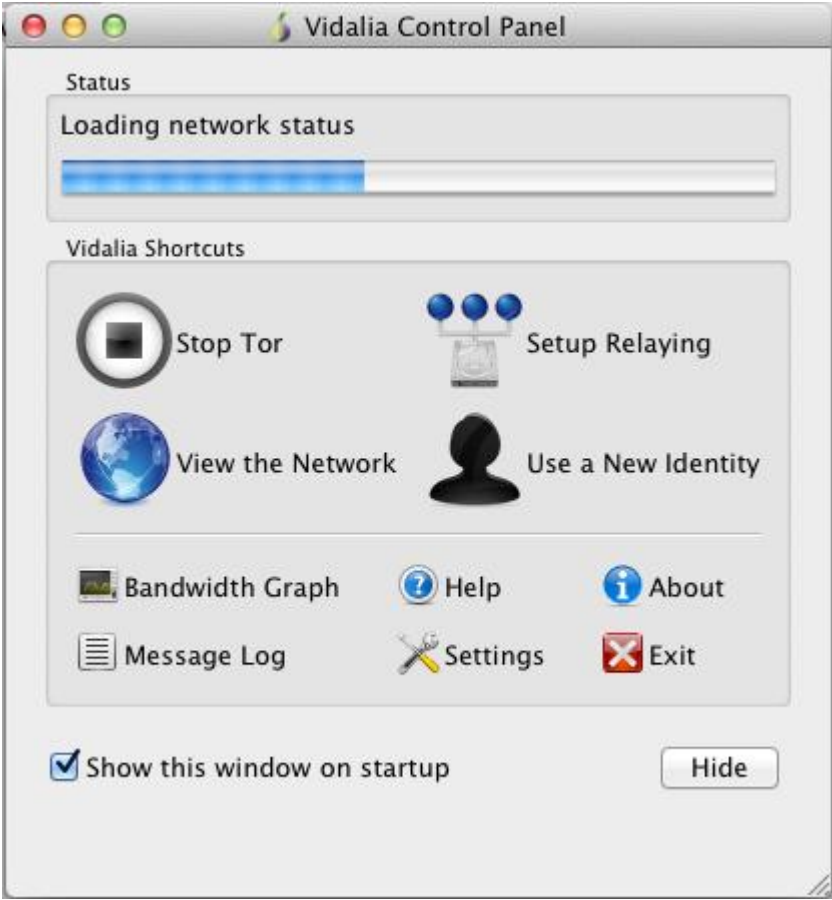 Vidalia Control Panel
Status
Loading network status
Vidalia Shortcuts
Stop Tor
Setup Relaying
View the Network
Use a New Identity
Bandwidth Graph
Help
About
Message Log
Settings
Exit
Show this window on startup
Hide